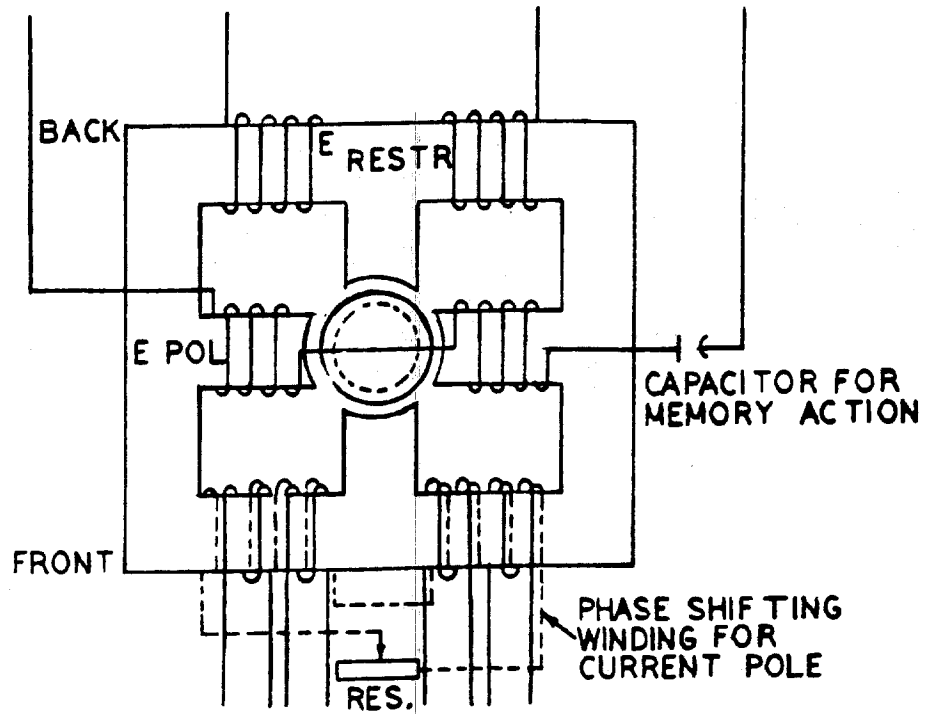 BACK
E
RESTR
E POL
CAPACITOR FOR
MEMORY ACTION
FRONT
PHASE SHIFTING
WINDING FOR
CURRENT POLE
RES.